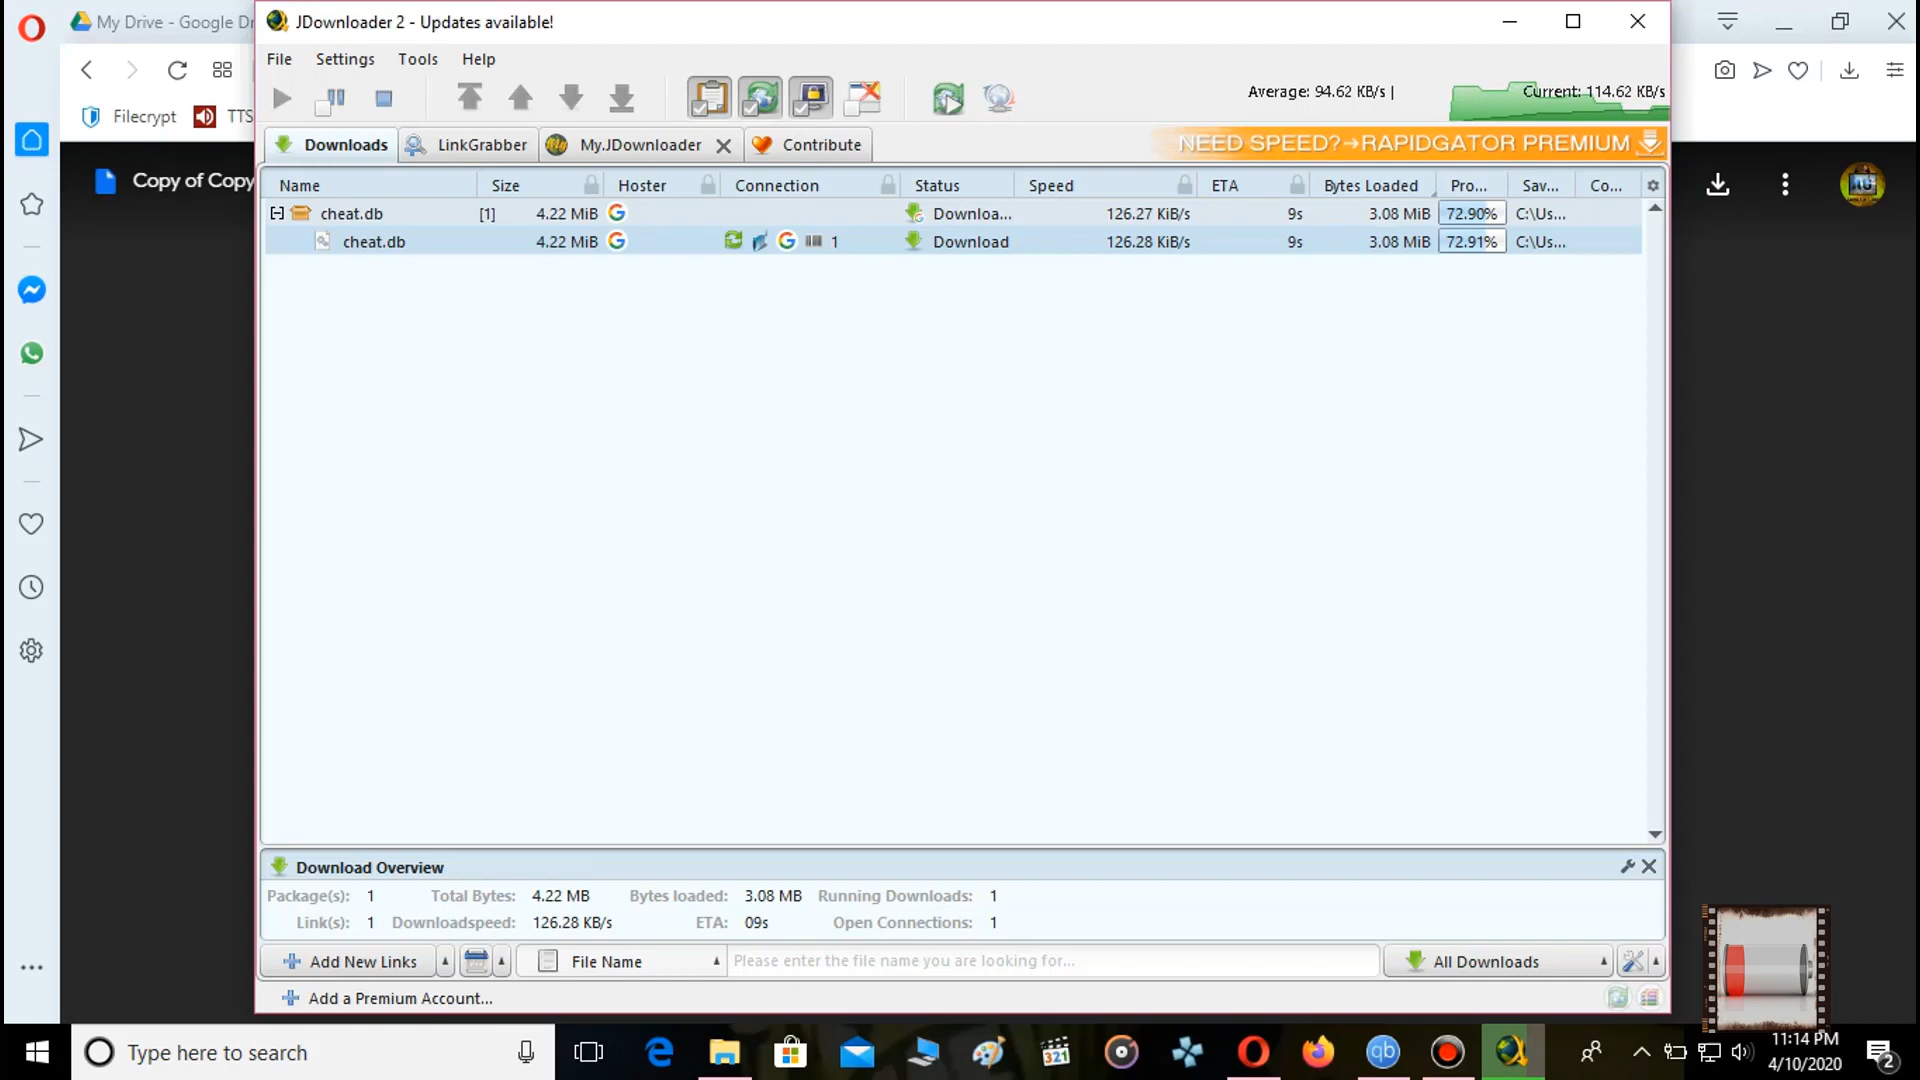 My Drive - Google Dr
JDownloader 2 - Updates available!
File Settings Tools Help
Average: 94.62 KB/s | Current: 114.62 KB/s
Filecrypt TTS
Downloads LinkGrabber My.JDownloader Contribute
NEED SPEED?→RAPIDGATOR PREMIUM
Copy of Copy
Name Size Hoster Connection Status Speed ETA Bytes Loaded Pro... Sav... Co...
cheat.db [1] 4.22 MiB Downloa... 126.27 KiB/s 9s 3.08 MiB 72.90% C:\Us...
cheat.db 4.22 MiB 1 Download 126.28 KiB/s 9s 3.08 MiB 72.91% C:\Us...
Download Overview
Package(s): 1 Total Bytes: 4.22 MB Bytes loaded: 3.08 MB Running Downloads: 1
Link(s): 1 Downloadspeed: 126.28 KB/s ETA: 09s Open Connections: 1
Add New Links File Name Please enter the file name you are looking for... All Downloads
Add a Premium Account...
Type here to search
321
qb
11:14 PM
4/10/2020
2